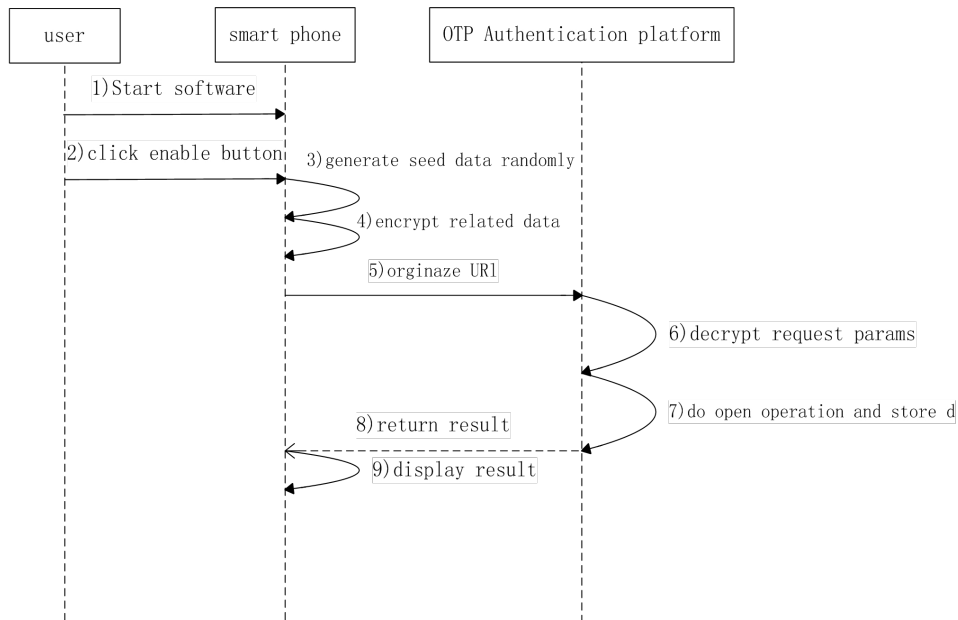 user
smart phone
OTP Authentication platform
1)Start software
2)click enable button
3)generate seed data randomly
4)encrypt related data
5)orginaze URl
6)decrypt request params
7)do open operation and store d
8)return result
9)display result